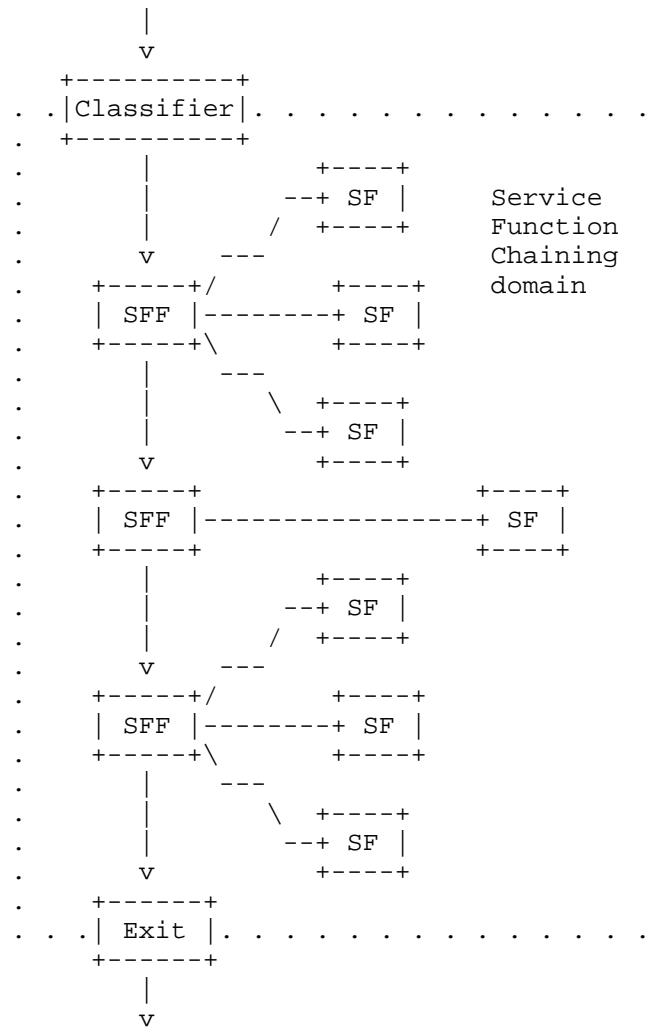 Classifier
SF
Service
Function
Chaining
domain
SFF
SF
SF
SFF
SF
SF
SFF
SF
SF
Exit